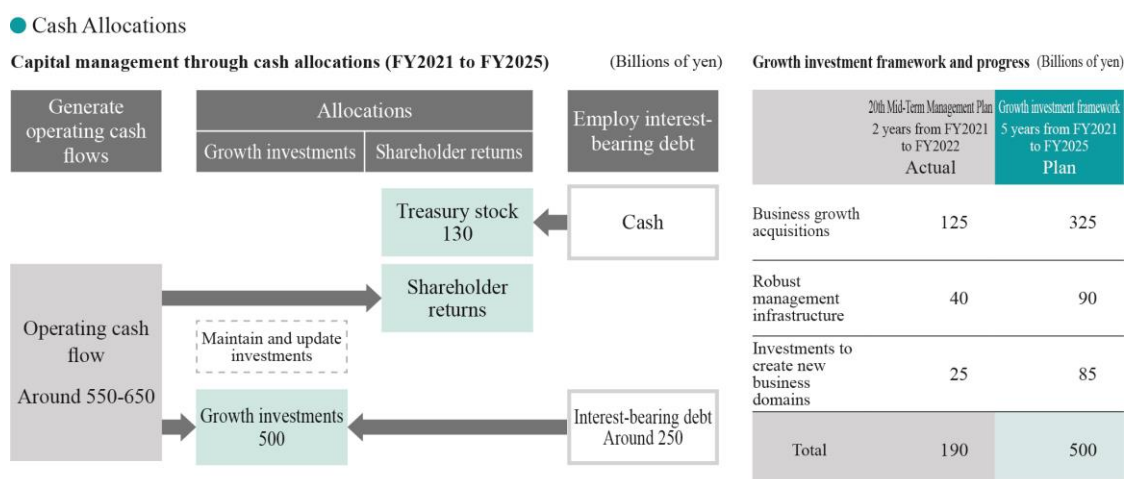 Cash Allocations
Capital management through cash allocations (FY2021 to FY2025)
(Billions of yen)
Generate
operating cash
flows
Allocations
Growth investments
Shareholder returns
Employ interest-
bearing debt
Treasury stock
130
Cash
Operating cash
flow
Around 550-650
Shareholder
returns
Maintain and update
investments
Growth investments
500
Interest-bearing debt
Around 250
Growth investment framework and progress (Billions of yen)
20th Mid-Term Management Plan
2 years from FY2021
to FY2022
Actual
Growth investment framework
5 years from FY2021
to FY2025
Plan
Business growth
acquisitions
125
325
Robust
management
infrastructure
40
90
Investments to
create new
business
domains
25
85
Total
190
500